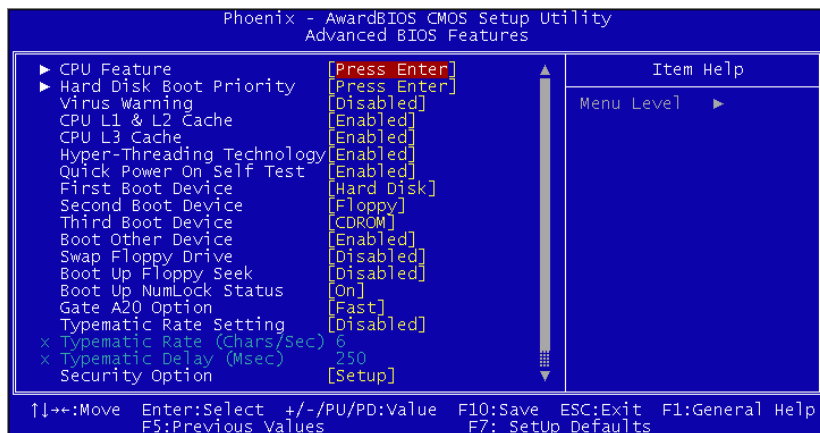 Phoenix - AwardBIOS CMOS Setup Utility
Advanced BIOS Features
► CPU Feature [Press Enter]
► Hard Disk Boot Priority [Press Enter]
Virus Warning [Disabled]
CPU L1 & L2 Cache [Enabled]
CPU L3 Cache [Enabled]
Hyper-Threading Technology[Enabled]
Quick Power On Self Test [Enabled]
First Boot Device [Hard Disk]
Second Boot Device [Floppy]
Third Boot Device [CDROM]
Boot Other Device [Enabled]
Swap Floppy Drive [Disabled]
Boot Up Floppy Seek [Disabled]
Boot Up NumLock Status [On]
Gate A20 Option [Fast]
Typematic Rate Setting [Disabled]
x Typematic Rate (Chars/Sec) 6
x Typematic Delay (Msec) 250
Security Option [Setup]
Item Help
Menu Level ►
↑↓→←:Move Enter:Select +/-/PU/PD:Value F10:Save ESC:Exit F1:General Help
F5:Previous Values F7: SetUp Defaults